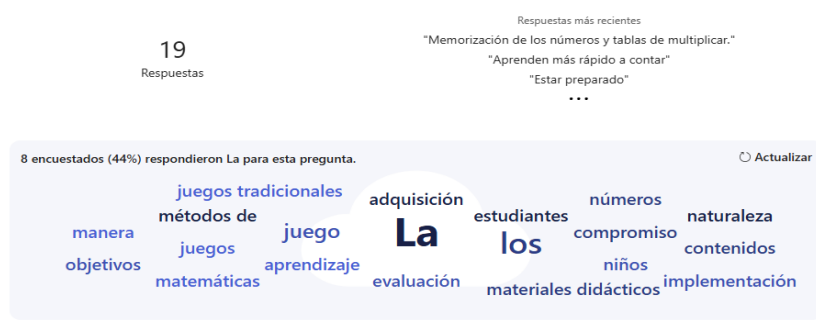 19
Respuestas
Respuestas más recientes
"Memorización de los números y tablas de multiplicar."
"Aprenden más rápido a contar"
"Estar preparado"
...
8 encuestados (44%) respondieron La para esta pregunta.
Actualizar
juegos tradicionales
adquisición
números
métodos de
estudiantes
naturaleza
manera
juego
La
los
compromiso
juegos
contenidos
objetivos
aprendizaje
niños
matemáticas
evaluación
materiales didácticos
implementación